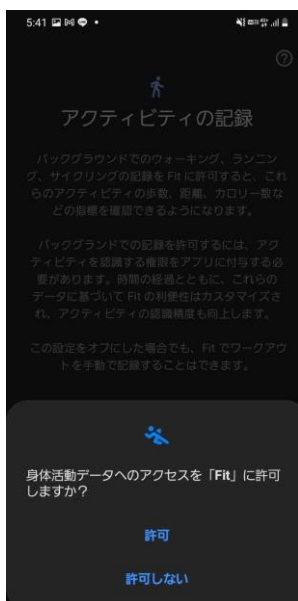 5:41
アクティビティの記録
バックグラウンドでのウォーキング、ランニン
グ、サイクリングの記録を Fit に許可すると、これ
らのアクティビティの歩数、距離、カロリー数な
どの指標を確認できるようになります。
バックグランドでの記録を許可するには、アク
ティビティを認識する権限をアプリに付与する必
要があります。時間の経過とともに、これらの
データに基づいて Fit の利便性はカスタマイズさ
れ、アクティビティの認識精度も向上します。
この設定をオフにした場合でも、Fit でワークアウ
トを手動で記録することはできます。
身体活動データへのアクセスを「Fit」に許可
しますか？
許可
許可しない